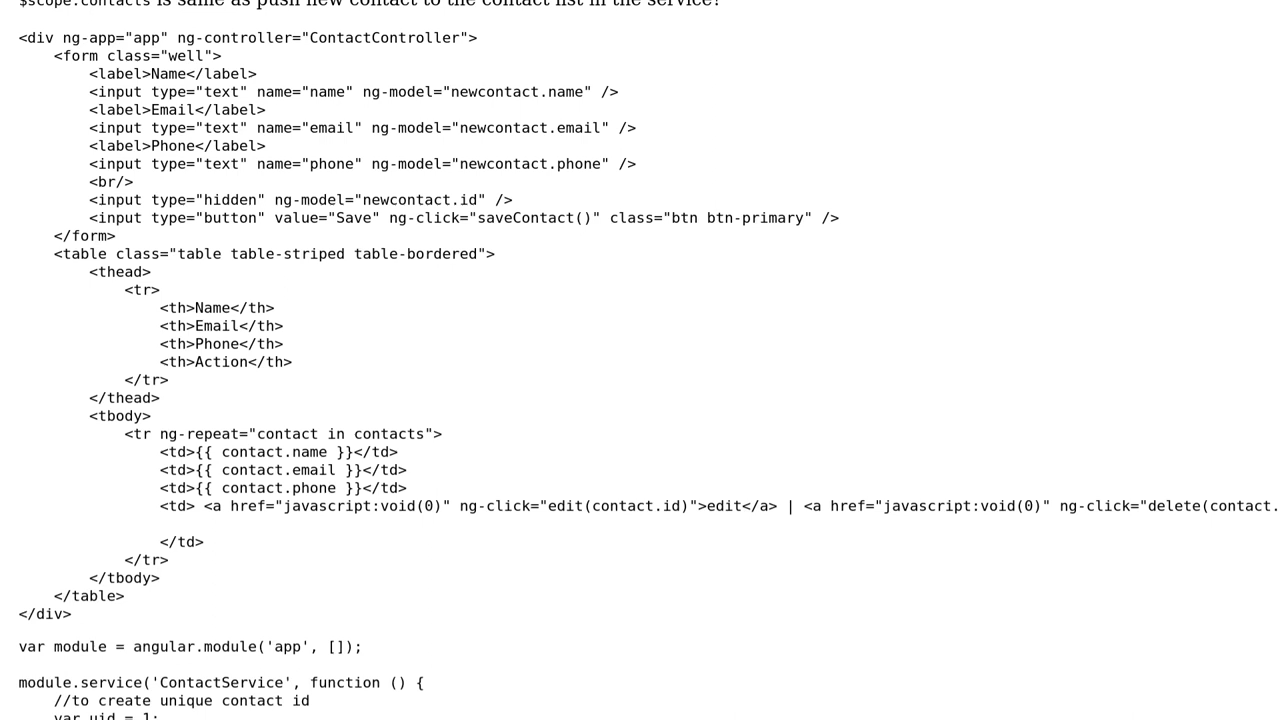 $scope.contacts is same as push new contact to the contact list in the service?
<div ng-app="app" ng-controller="ContactController">
    <form class="well">
        <label>Name</label>
        <input type="text" name="name" ng-model="newcontact.name" />
        <label>Email</label>
        <input type="text" name="email" ng-model="newcontact.email" />
        <label>Phone</label>
        <input type="text" name="phone" ng-model="newcontact.phone" />
        <br/>
        <input type="hidden" ng-model="newcontact.id" />
        <input type="button" value="Save" ng-click="saveContact()" class="btn btn-primary" />
    </form>
    <table class="table table-striped table-bordered">
        <thead>
            <tr>
                <th>Name</th>
                <th>Email</th>
                <th>Phone</th>
                <th>Action</th>
            </tr>
        </thead>
        <tbody>
            <tr ng-repeat="contact in contacts">
                <td>{{ contact.name }}</td>
                <td>{{ contact.email }}</td>
                <td>{{ contact.phone }}</td>
                <td> <a href="javascript:void(0)" ng-click="edit(contact.id)">edit</a> | <a href="javascript:void(0)" ng-click="delete(contact.
                </td>
            </tr>
        </tbody>
    </table>
</div>
var module = angular.module('app', []);
module.service('ContactService', function () {
    //to create unique contact id
    var uid = 1;